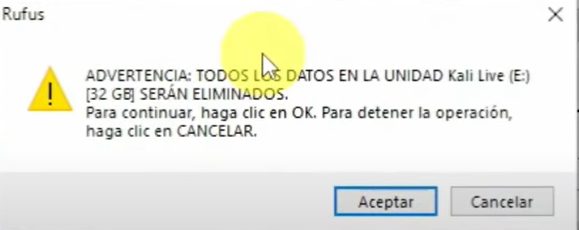 Rufus
ADVERTENCIA: TODOS LOS DATOS EN LA UNIDAD Kali Live (E:)
[32 GB] SERÁN ELIMINADOS.
Para continuar, haga clic en OK. Para detener la operación,
haga clic en CANCELAR.
Aceptar
Cancelar